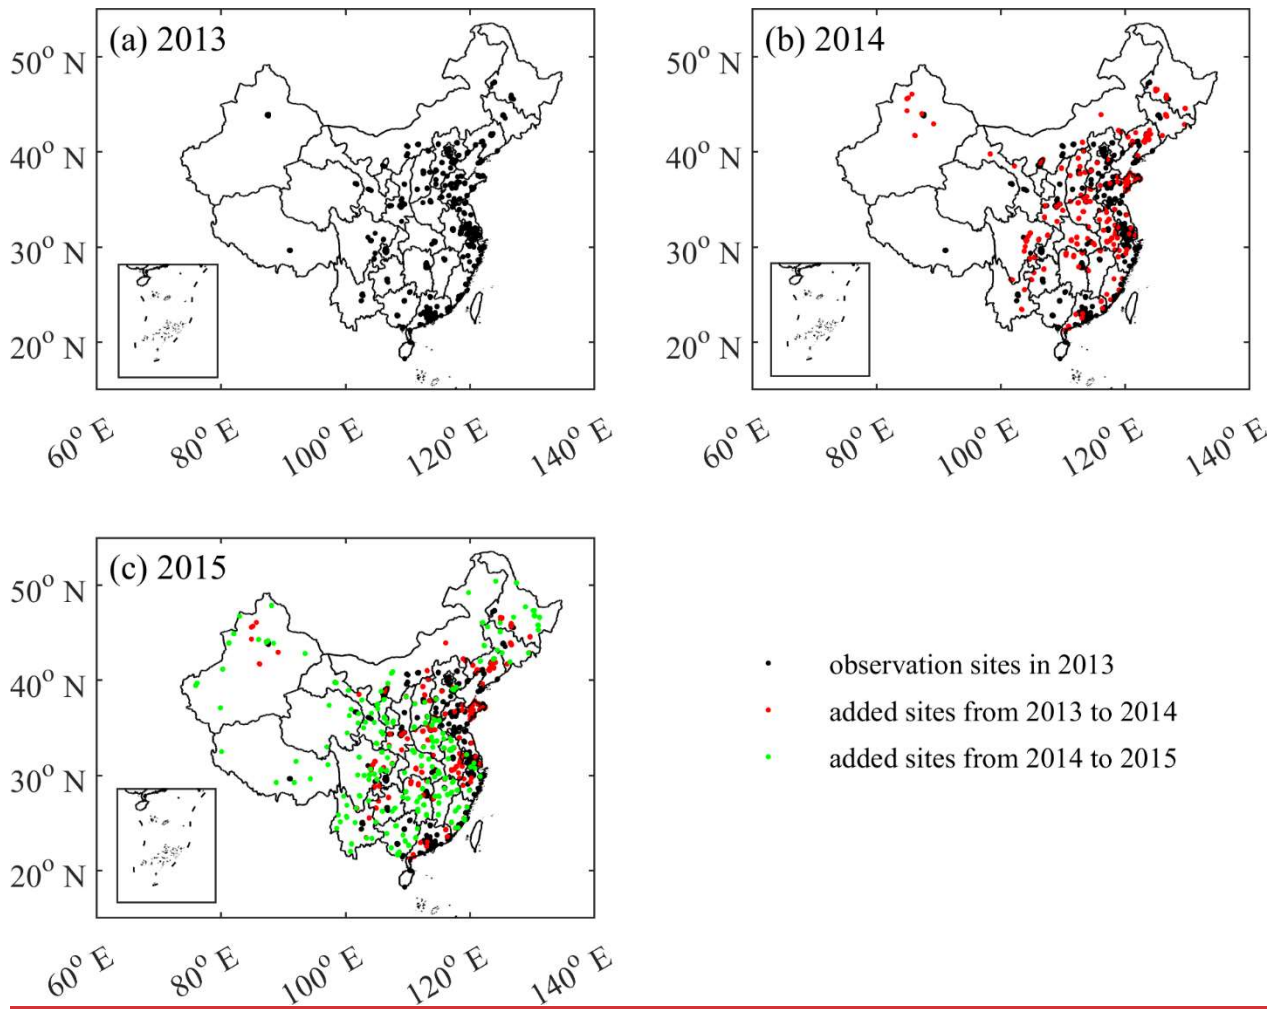 (a) 2013
50° N
40° N
30° N
20° N
60° E
80° E
100° E
120° E
140° E
(b) 2014
50° N
40° N
30° N
20° N
60° E
80° E
100° E
120° E
140° E
(c) 2015
50° N
40° N
30° N
20° N
60° E
80° E
100° E
120° E
140° E
observation sites in 2013
added sites from 2013 to 2014
added sites from 2014 to 2015